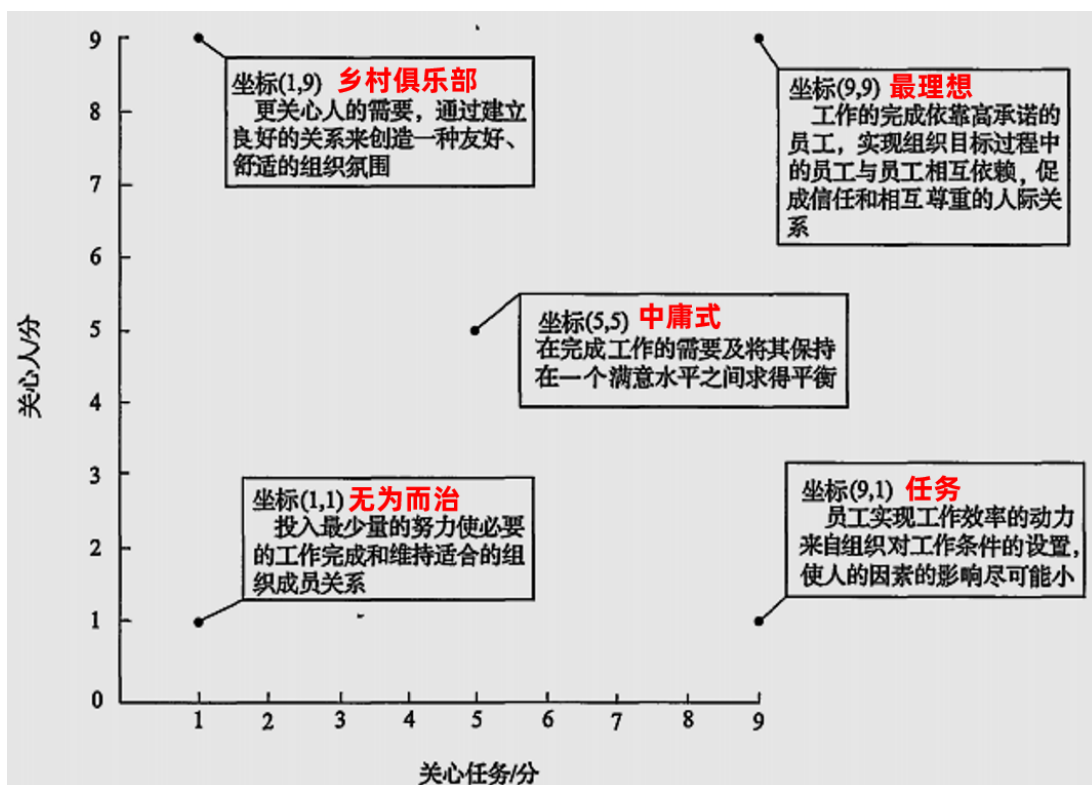 9
8
7
6
5
4
3
2
1
0
关心人/分
坐标(1,9) 乡村俱乐部
更关心人的需要，通过建立
良好的关系来创造一种友好、
舒适的组织氛围
坐标(9,9) 最理想
工作的完成依靠高承诺的
员工，实现组织目标过程中
的员工与员工相互依赖，促
成信任和相互尊重的人际关
系
坐标(5,5) 中庸式
在完成工作的需要及将其保持
在一个满意水平之间求得平衡
坐标(1,1) 无为而治
投入最少量的努力使必要
的工作完成和维持适合的组
织成员关系
坐标(9,1) 任务
员工实现工作效率的动力
来自组织对工作条件的设置，
使人的因素的影响尽可能小
1 2 3 4 5 6 7 8 9
关心任务/分